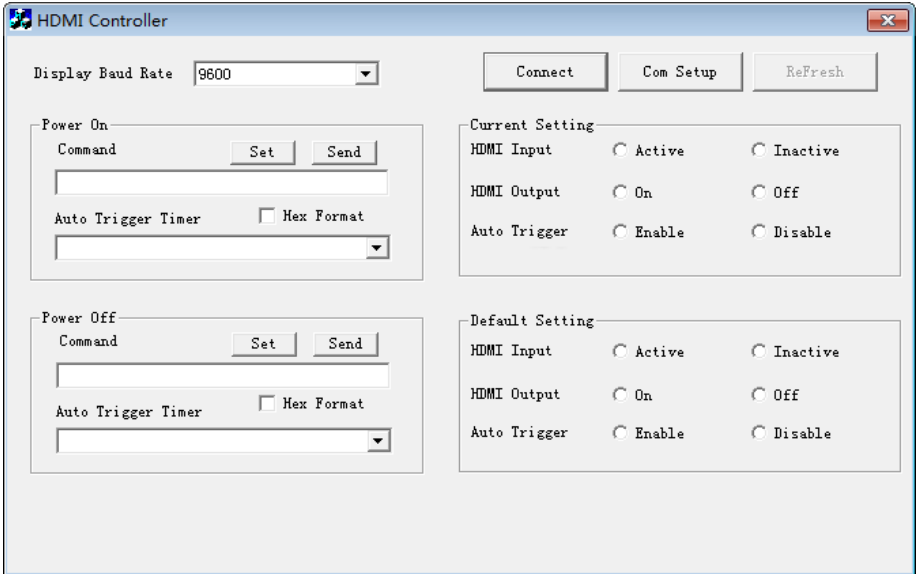 HDMI Controller
Display Baud Rate 9600 Connect Com Setup ReFresh
Power On
Command Set Send
Auto Trigger Timer Hex Format
Current Setting
HDMI Input Active Inactive
HDMI Output On Off
Auto Trigger Enable Disable
Power Off
Command Set Send
Auto Trigger Timer Hex Format
Default Setting
HDMI Input Active Inactive
HDMI Output On Off
Auto Trigger Enable Disable